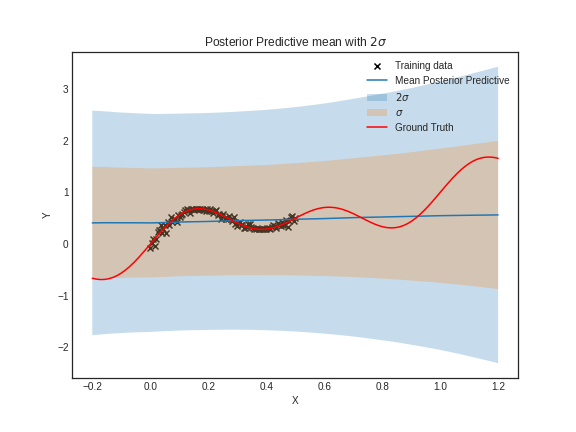 Posterior Predictive mean with 2σ
Training data
Mean Posterior Predictive
2σ
σ
Ground Truth
Y
3
2
1
0
−1
−2
−0.2 0.0 0.2 0.4 0.6 0.8 1.0 1.2
X